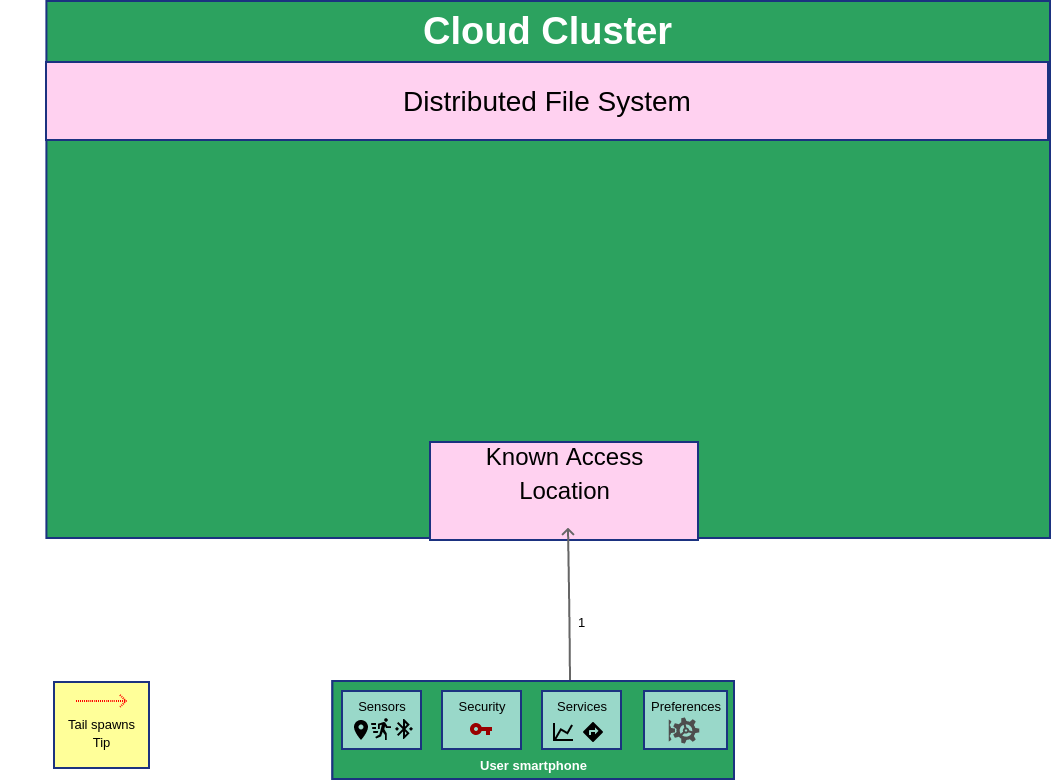 Cloud Cluster
Distributed File System
Known Access
Location
1
Sensors
Security
Services
Preferences
User smartphone
Tail spawns
Tip